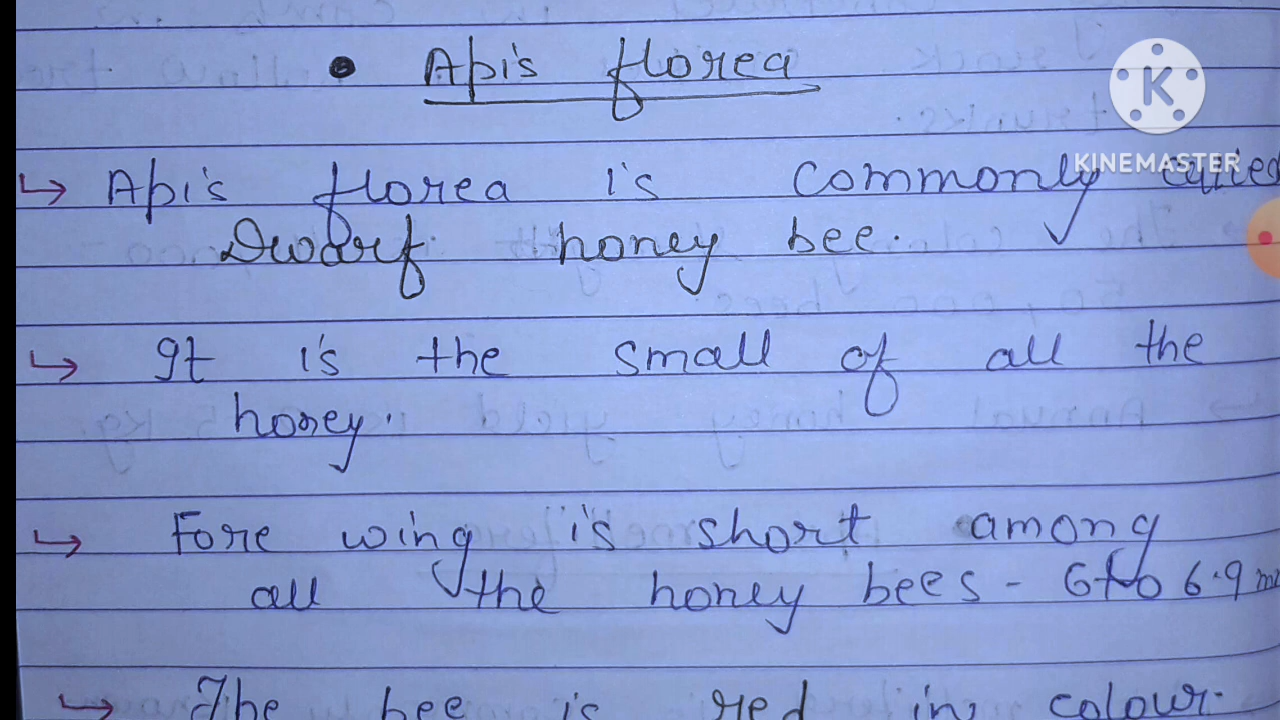 • Apis florea
K
KINEMASTER
↳ Apis florea is commonly called
Dwarf honey bee.
↳ It is the small of all the
honey.
↳ Fore wing is short among
all the honey bees - 6 to 6.9 mm
↳ The bee is red in colour.